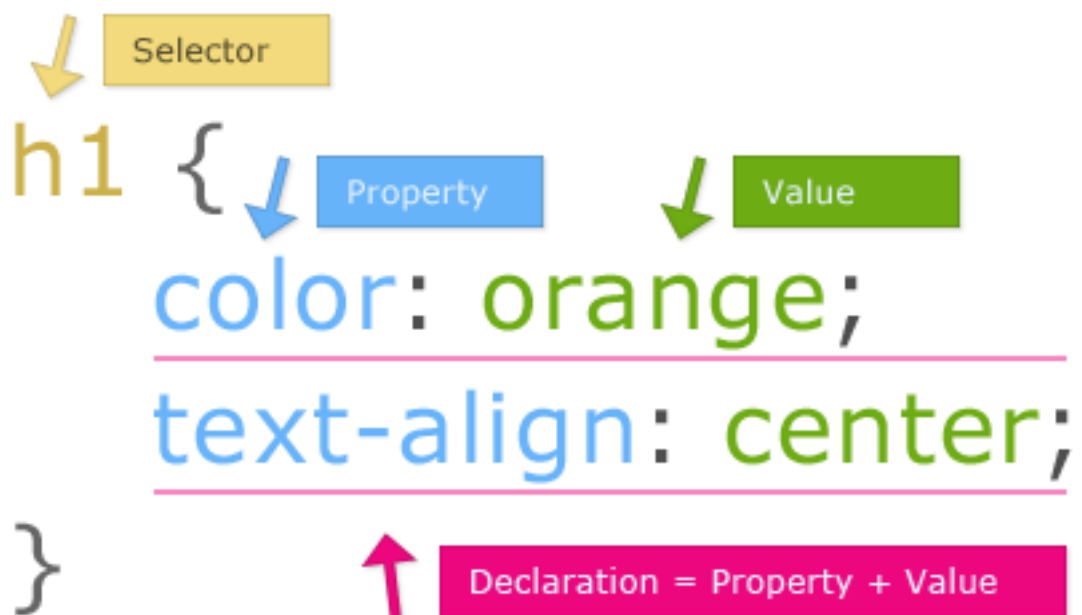 Selector
h1 {
Property
Value
color: orange;
text-align: center;
}
Declaration = Property + Value